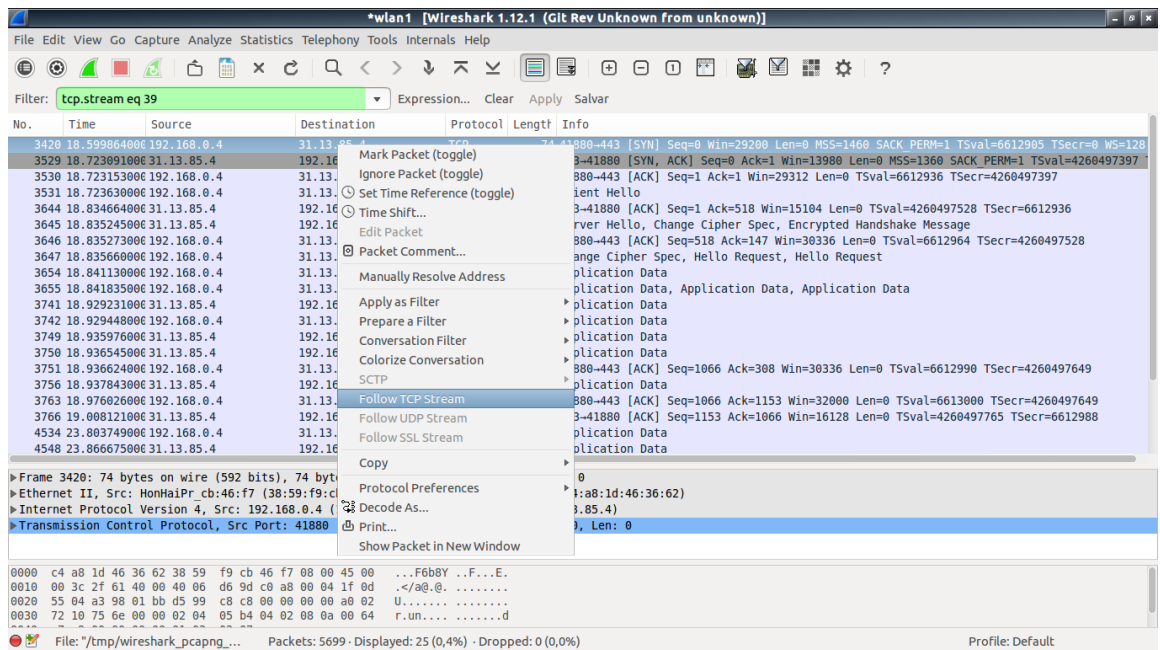 *wlan1 [Wireshark 1.12.1 (Git Rev Unknown from unknown)]
File Edit View Go Capture Analyze Statistics Telephony Tools Internals Help
Filter: tcp.stream eq 39 Expression... Clear Apply Salvar
No. Time Source Destination Protocol Length Info
3420 18.599864000 192.168.0.4 31.13.85.4 TCP 74 41880→443 [SYN] Seq=0 Win=29200 Len=0 MSS=1460 SACK_PERM=1 TSval=6612905 TSecr=0 WS=128
3529 18.723091000 31.13.85.4 192.16 3→41880 [SYN, ACK] Seq=0 Ack=1 Win=13980 Len=0 MSS=1360 SACK_PERM=1 TSval=4260497397
3530 18.723153000 192.168.0.4 31.13. 880→443 [ACK] Seq=1 Ack=1 Win=29312 Len=0 TSval=6612936 TSecr=4260497397
3531 18.723630000 192.168.0.4 31.13. ient Hello
3644 18.834664000 31.13.85.4 192.16 3→41880 [ACK] Seq=1 Ack=518 Win=15104 Len=0 TSval=4260497528 TSecr=6612936
3645 18.835245000 31.13.85.4 192.16 rver Hello, Change Cipher Spec, Encrypted Handshake Message
3646 18.835273000 192.168.0.4 31.13. 880→443 [ACK] Seq=518 Ack=147 Win=30336 Len=0 TSval=6612964 TSecr=4260497528
3647 18.835660000 192.168.0.4 31.13. ange Cipher Spec, Hello Request, Hello Request
3654 18.841130000 192.168.0.4 31.13. plication Data
3655 18.841835000 192.168.0.4 31.13. plication Data, Application Data, Application Data
3741 18.929231000 31.13.85.4 192.16 plication Data
3742 18.929448000 192.168.0.4 31.13. plication Data
3749 18.935976000 31.13.85.4 192.16 plication Data
3750 18.936545000 31.13.85.4 192.16 plication Data
3751 18.936624000 192.168.0.4 31.13. 880→443 [ACK] Seq=1066 Ack=308 Win=30336 Len=0 TSval=6612990 TSecr=4260497649
3756 18.937843000 31.13.85.4 192.16 plication Data
3763 18.976026000 192.168.0.4 31.13. 880→443 [ACK] Seq=1066 Ack=1153 Win=32000 Len=0 TSval=6613000 TSecr=4260497649
3766 19.008121000 31.13.85.4 192.16 3→41880 [ACK] Seq=1153 Ack=1066 Win=16128 Len=0 TSval=4260497765 TSecr=6612988
4534 23.803749000 192.168.0.4 31.13. plication Data
4548 23.866675000 31.13.85.4 192.16 plication Data
Mark Packet (toggle)
Ignore Packet (toggle)
Set Time Reference (toggle)
Time Shift...
Edit Packet
Packet Comment...
Manually Resolve Address
Apply as Filter
Prepare a Filter
Conversation Filter
Colorize Conversation
SCTP
Follow TCP Stream
Follow UDP Stream
Follow SSL Stream
Copy
Protocol Preferences
Decode As...
Print...
Show Packet in New Window
Frame 3420: 74 bytes on wire (592 bits), 74 byt 0
Ethernet II, Src: HonHaiPr_cb:46:f7 (38:59:f9:c :a8:1d:46:36:62)
Internet Protocol Version 4, Src: 192.168.0.4 ( .85.4)
Transmission Control Protocol, Src Port: 41880 , Len: 0
0000 c4 a8 1d 46 36 62 38 59 f9 cb 46 f7 08 00 45 00 ...F6b8Y ..F...E.
0010 00 3c 2f 61 40 00 40 06 d6 9d c0 a8 00 04 1f 0d .</a@.@. ........
0020 55 04 a3 98 01 bb d5 99 c8 c8 00 00 00 00 a0 02 U....... ........
0030 72 10 75 6e 00 00 02 04 05 b4 04 02 08 0a 00 64 r.un.... .......d
File: "/tmp/wireshark_pcapng_... Packets: 5699 · Displayed: 25 (0,4%) · Dropped: 0 (0,0%) Profile: Default